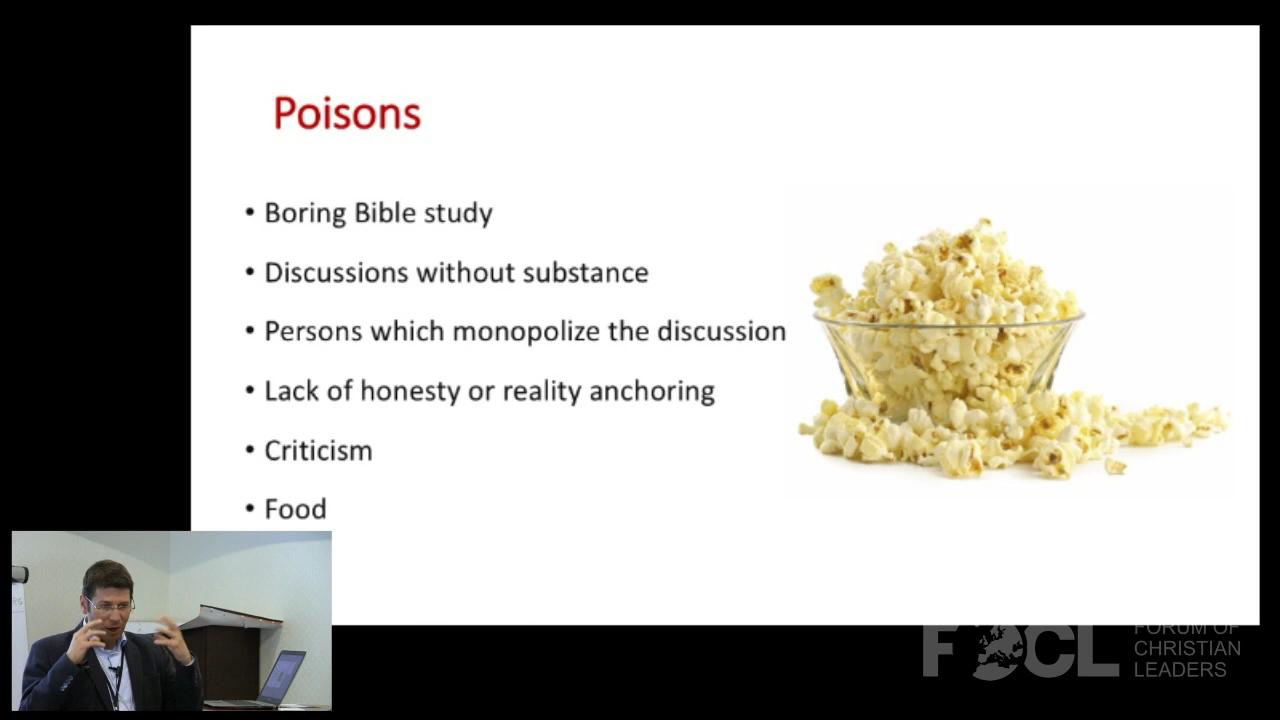 Poisons
• Boring Bible study
• Discussions without substance
• Persons which monopolize the discussion
• Lack of honesty or reality anchoring
• Criticism
• Food
FOCL
FORUM OF
CHRISTIAN
LEADERS